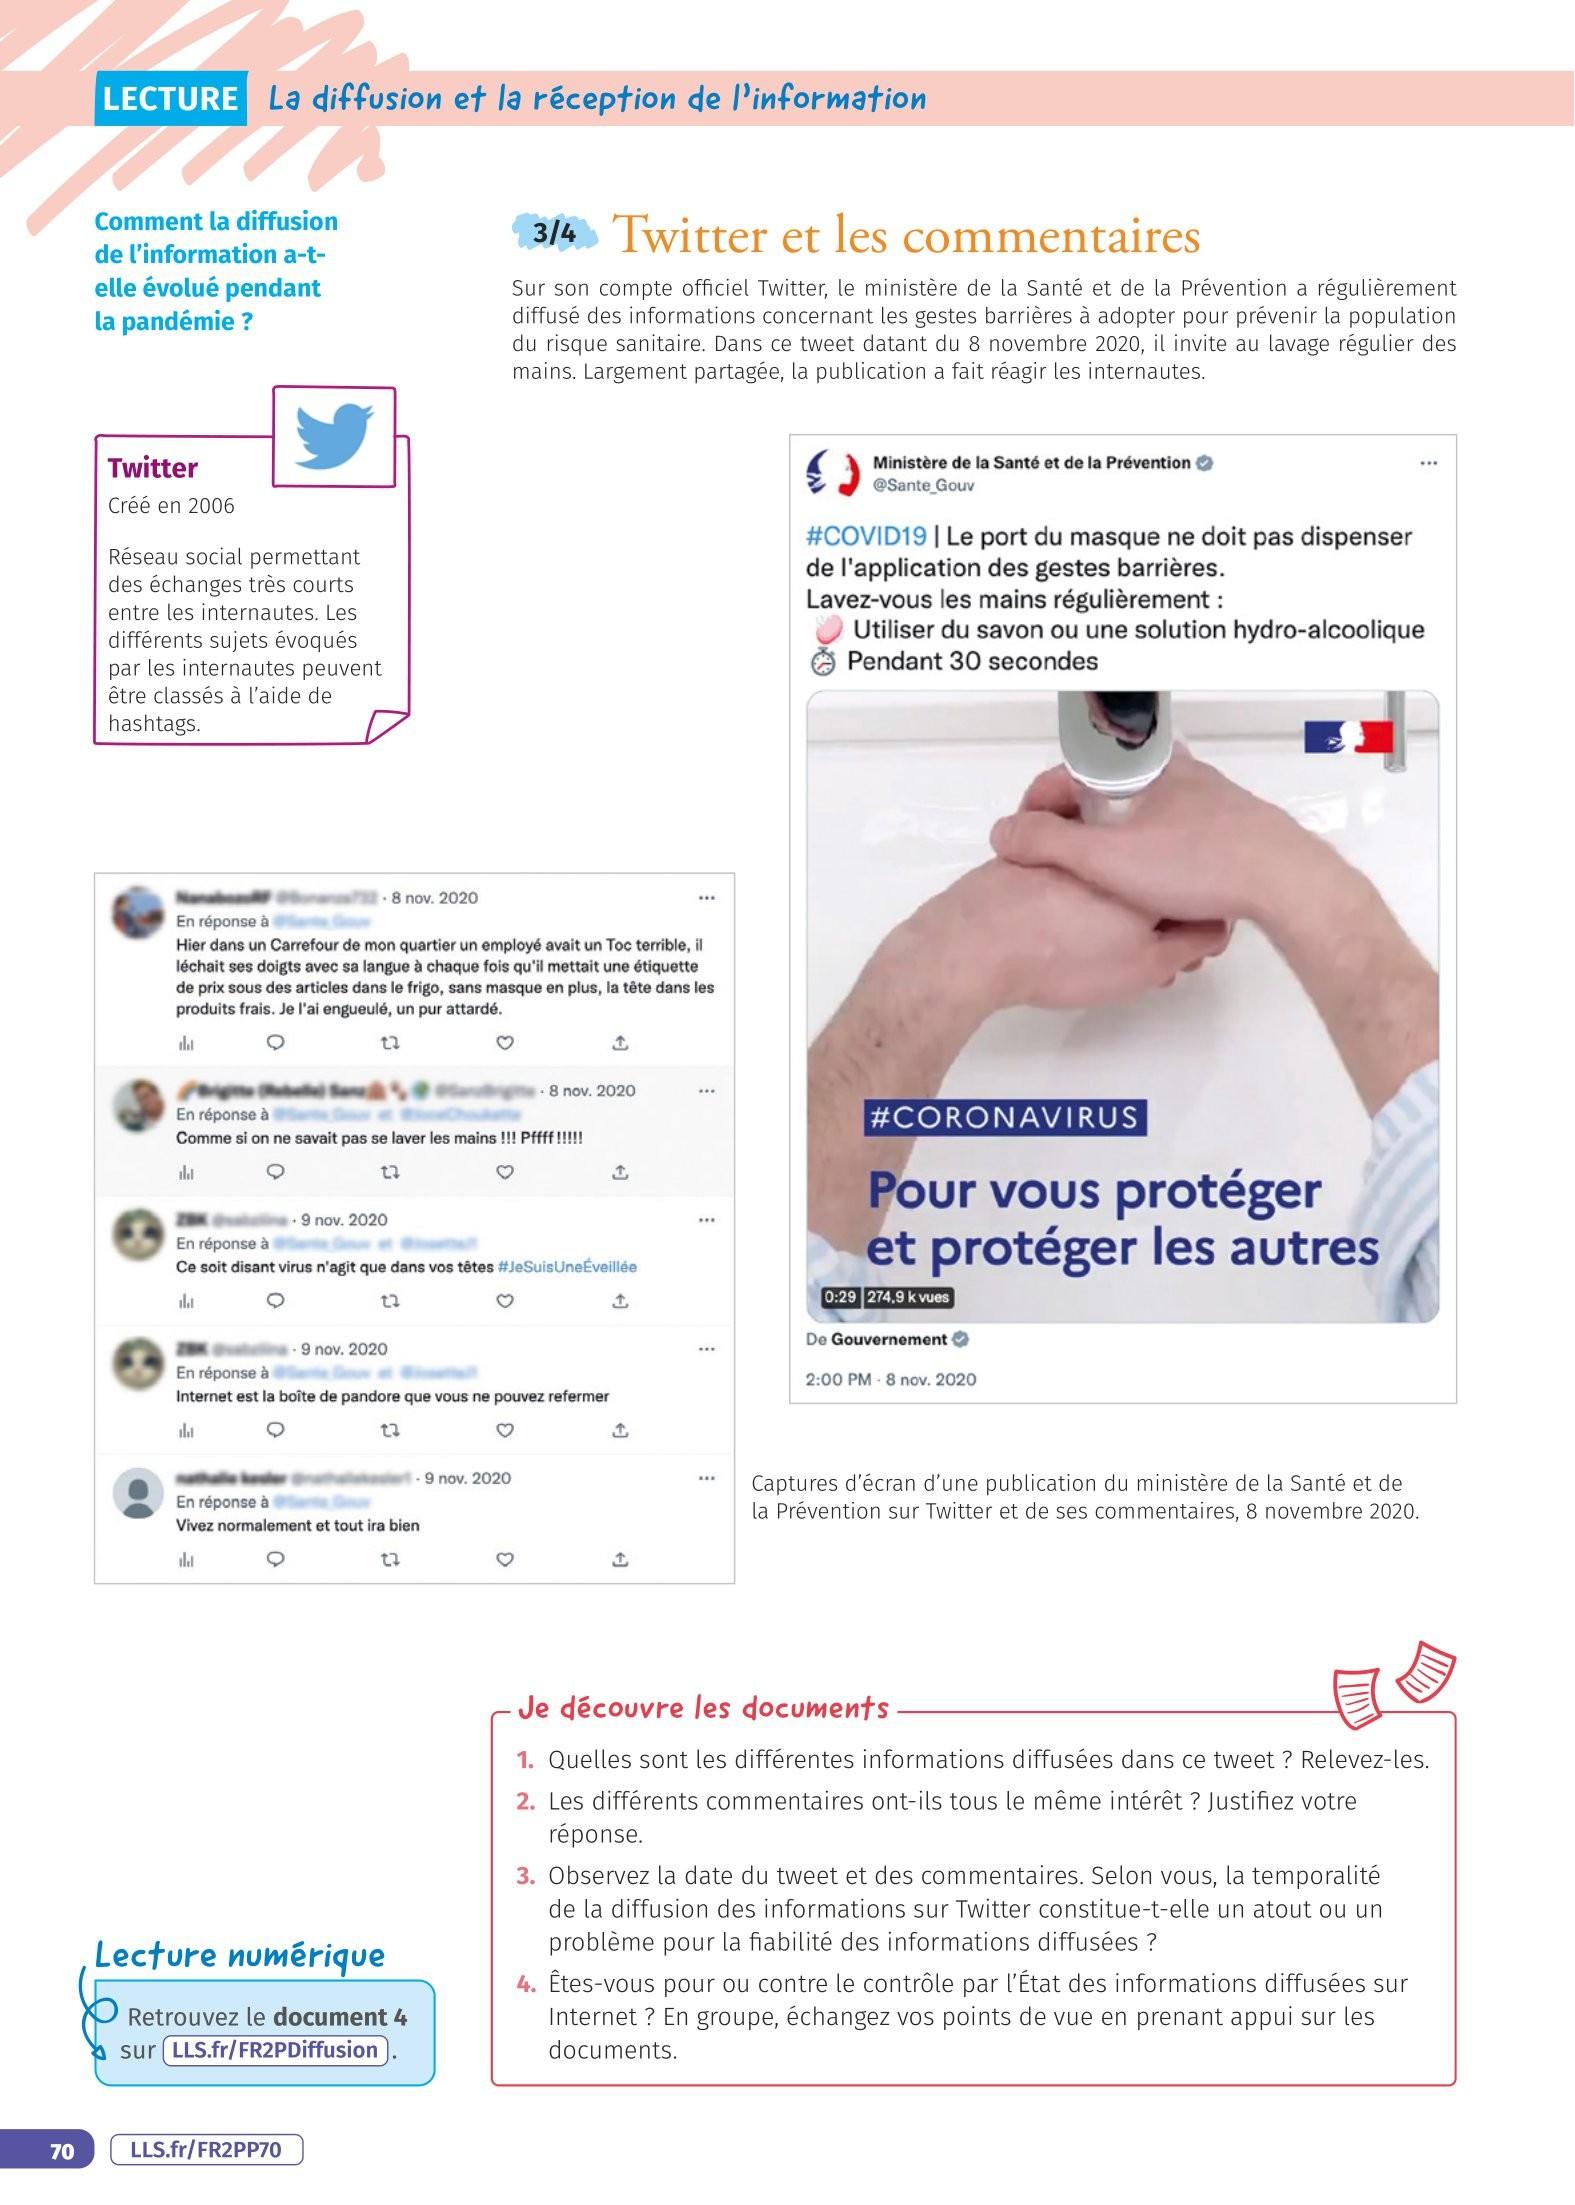 LECTURE La diffusion et la réception de l'information
Comment la diffusion
de l'information a-t-
elle évolué pendant
la pandémie ?
3/4 Twitter et les commentaires
Sur son compte officiel Twitter, le ministère de la Santé et de la Prévention a régulièrement
diffusé des informations concernant les gestes barrières à adopter pour prévenir la population
du risque sanitaire. Dans ce tweet datant du 8 novembre 2020, il invite au lavage régulier des
mains. Largement partagée, la publication a fait réagir les internautes.
Twitter
Créé en 2006
Réseau social permettant
des échanges très courts
entre les internautes. Les
différents sujets évoqués
par les internautes peuvent
être classés à l'aide de
hashtags.
Ministère de la Santé et de la Prévention
@Sante_Gouv
#COVID19 | Le port du masque ne doit pas dispenser
de l'application des gestes barrières.
Lavez-vous les mains régulièrement :
Utiliser du savon ou une solution hydro-alcoolique
Pendant 30 secondes
#CORONAVIRUS
Pour vous protéger
et protéger les autres
0:29 274,9 k vues
De Gouvernement
2:00 PM · 8 nov. 2020
· 8 nov. 2020
En réponse à
Hier dans un Carrefour de mon quartier un employé avait un Toc terrible, il
léchait ses doigts avec sa langue à chaque fois qu'il mettait une étiquette
de prix sous des articles dans le frigo, sans masque en plus, la tête dans les
produits frais. Je l'ai engueulé, un pur attardé.
· 8 nov. 2020
En réponse à
Comme si on ne savait pas se laver les mains !!! Pffff !!!!!
· 9 nov. 2020
En réponse à
Ce soit disant virus n'agit que dans vos têtes #JeSuisUneÉveillée
· 9 nov. 2020
En réponse à
Internet est la boîte de pandore que vous ne pouvez refermer
· 9 nov. 2020
En réponse à
Vivez normalement et tout ira bien
Captures d'écran d'une publication du ministère de la Santé et de
la Prévention sur Twitter et de ses commentaires, 8 novembre 2020.
Je découvre les documents
1. Quelles sont les différentes informations diffusées dans ce tweet ? Relevez-les.
2. Les différents commentaires ont-ils tous le même intérêt ? Justifiez votre
réponse.
3. Observez la date du tweet et des commentaires. Selon vous, la temporalité
de la diffusion des informations sur Twitter constitue-t-elle un atout ou un
problème pour la fiabilité des informations diffusées ?
4. Êtes-vous pour ou contre le contrôle par l'État des informations diffusées sur
Internet ? En groupe, échangez vos points de vue en prenant appui sur les
documents.
Lecture numérique
Retrouvez le document 4
sur LLS.fr/FR2PDiffusion .
70 LLS.fr/FR2PP70